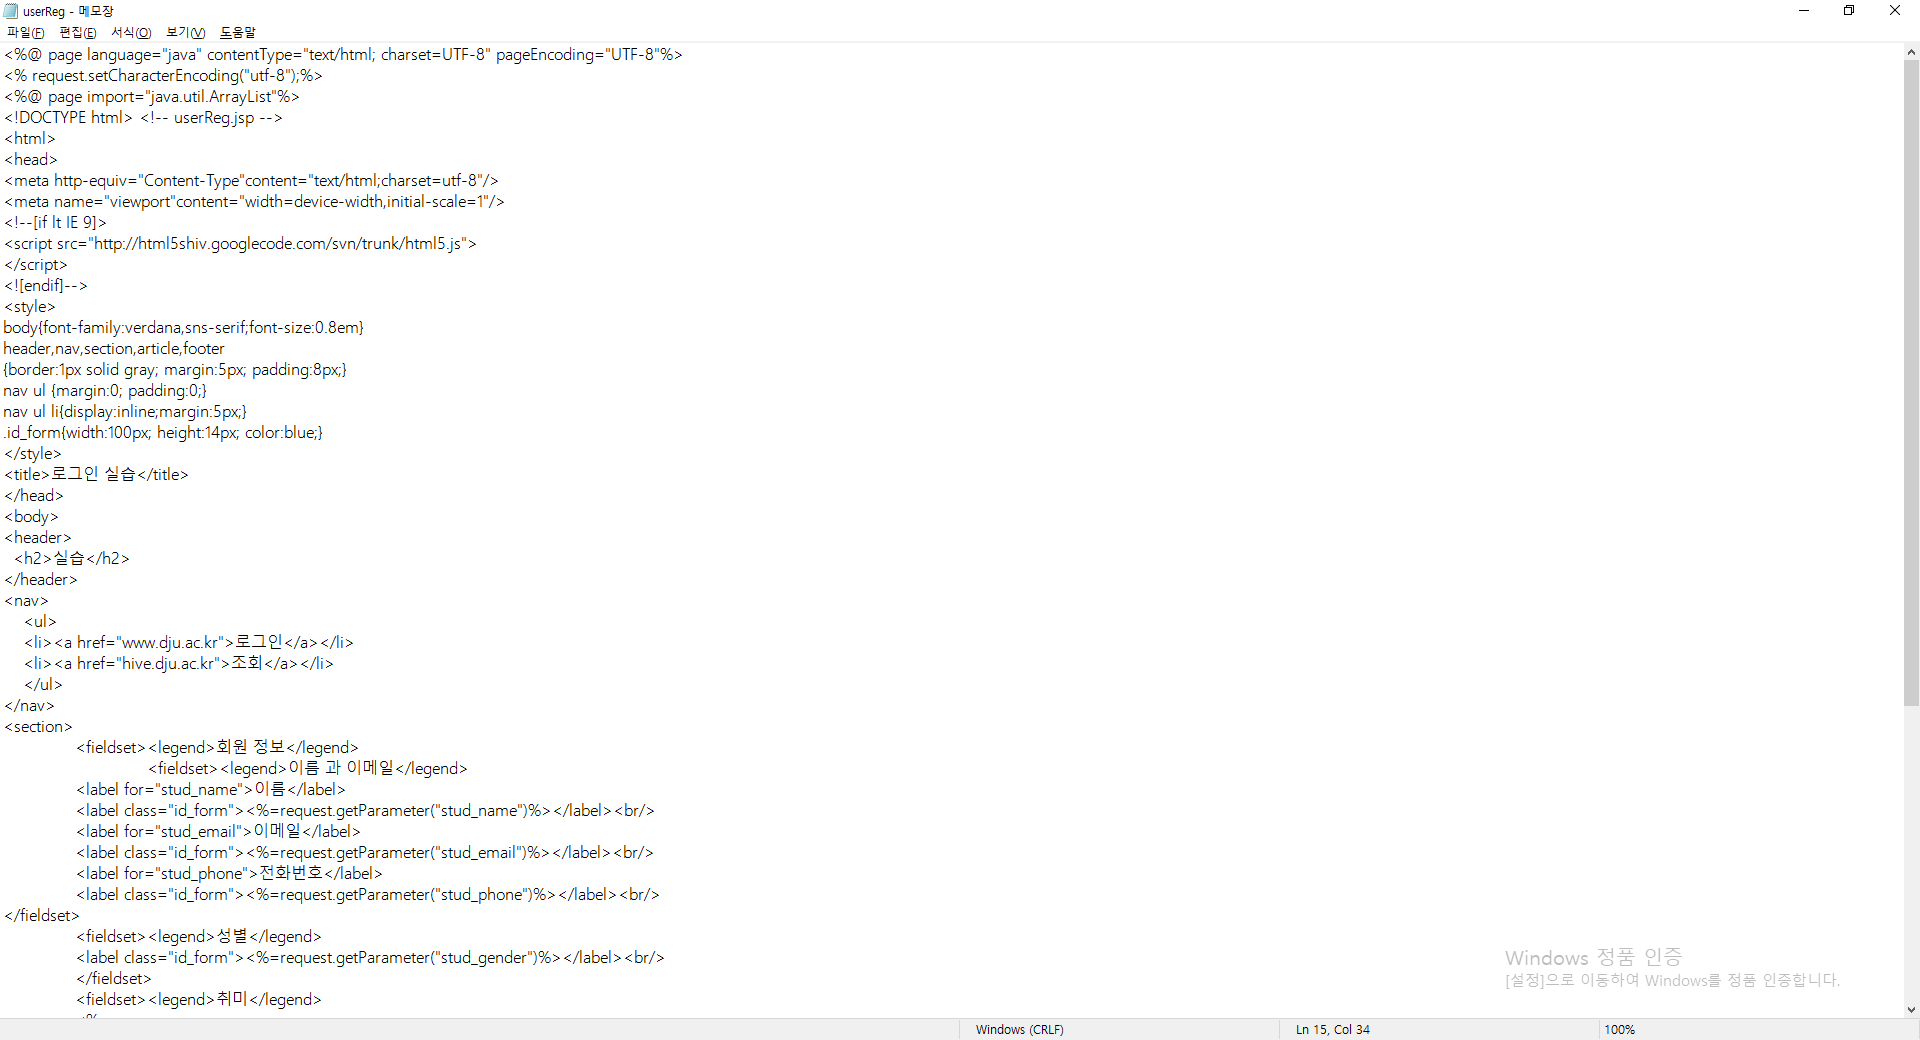 userReg - 메모장
파일(F) 편집(E) 서식(O) 보기(V) 도움말
<%@ page language="java" contentType="text/html; charset=UTF-8" pageEncoding="UTF-8"%>
<% request.setCharacterEncoding("utf-8");%>
<%@ page import="java.util.ArrayList"%>
<!DOCTYPE html> <!-- userReg.jsp -->
<html>
<head>
<meta http-equiv="Content-Type"content="text/html;charset=utf-8"/>
<meta name="viewport"content="width=device-width,initial-scale=1"/>
<!--[if lt IE 9]>
<script src="http://html5shiv.googlecode.com/svn/trunk/html5.js">
</script>
<![endif]-->
<style>
body{font-family:verdana,sns-serif;font-size:0.8em}
header,nav,section,article,footer
{border:1px solid gray; margin:5px; padding:8px;}
nav ul {margin:0; padding:0;}
nav ul li{display:inline;margin:5px;}
.id_form{width:100px; height:14px; color:blue;}
</style>
<title>로그인 실습</title>
</head>
<body>
<header>
<h2>실습</h2>
</header>
<nav>
<ul>
<li><a href="www.dju.ac.kr">로그인</a></li>
<li><a href="hive.dju.ac.kr">조회</a></li>
</ul>
</nav>
<section>
<fieldset><legend>회원 정보</legend>
<fieldset><legend>이름 과 이메일</legend>
<label for="stud_name">이름</label>
<label class="id_form"><%=request.getParameter("stud_name")%></label><br/>
<label for="stud_email">이메일</label>
<label class="id_form"><%=request.getParameter("stud_email")%></label><br/>
<label for="stud_phone">전화번호</label>
<label class="id_form"><%=request.getParameter("stud_phone")%></label><br/>
</fieldset>
<fieldset><legend>성별</legend>
<label class="id_form"><%=request.getParameter("stud_gender")%></label><br/>
</fieldset>
<fieldset><legend>취미</legend>
<%
Windows 정품 인증
[설정]으로 이동하여 Windows를 정품 인증합니다.
Windows (CRLF) Ln 15, Col 34 100%